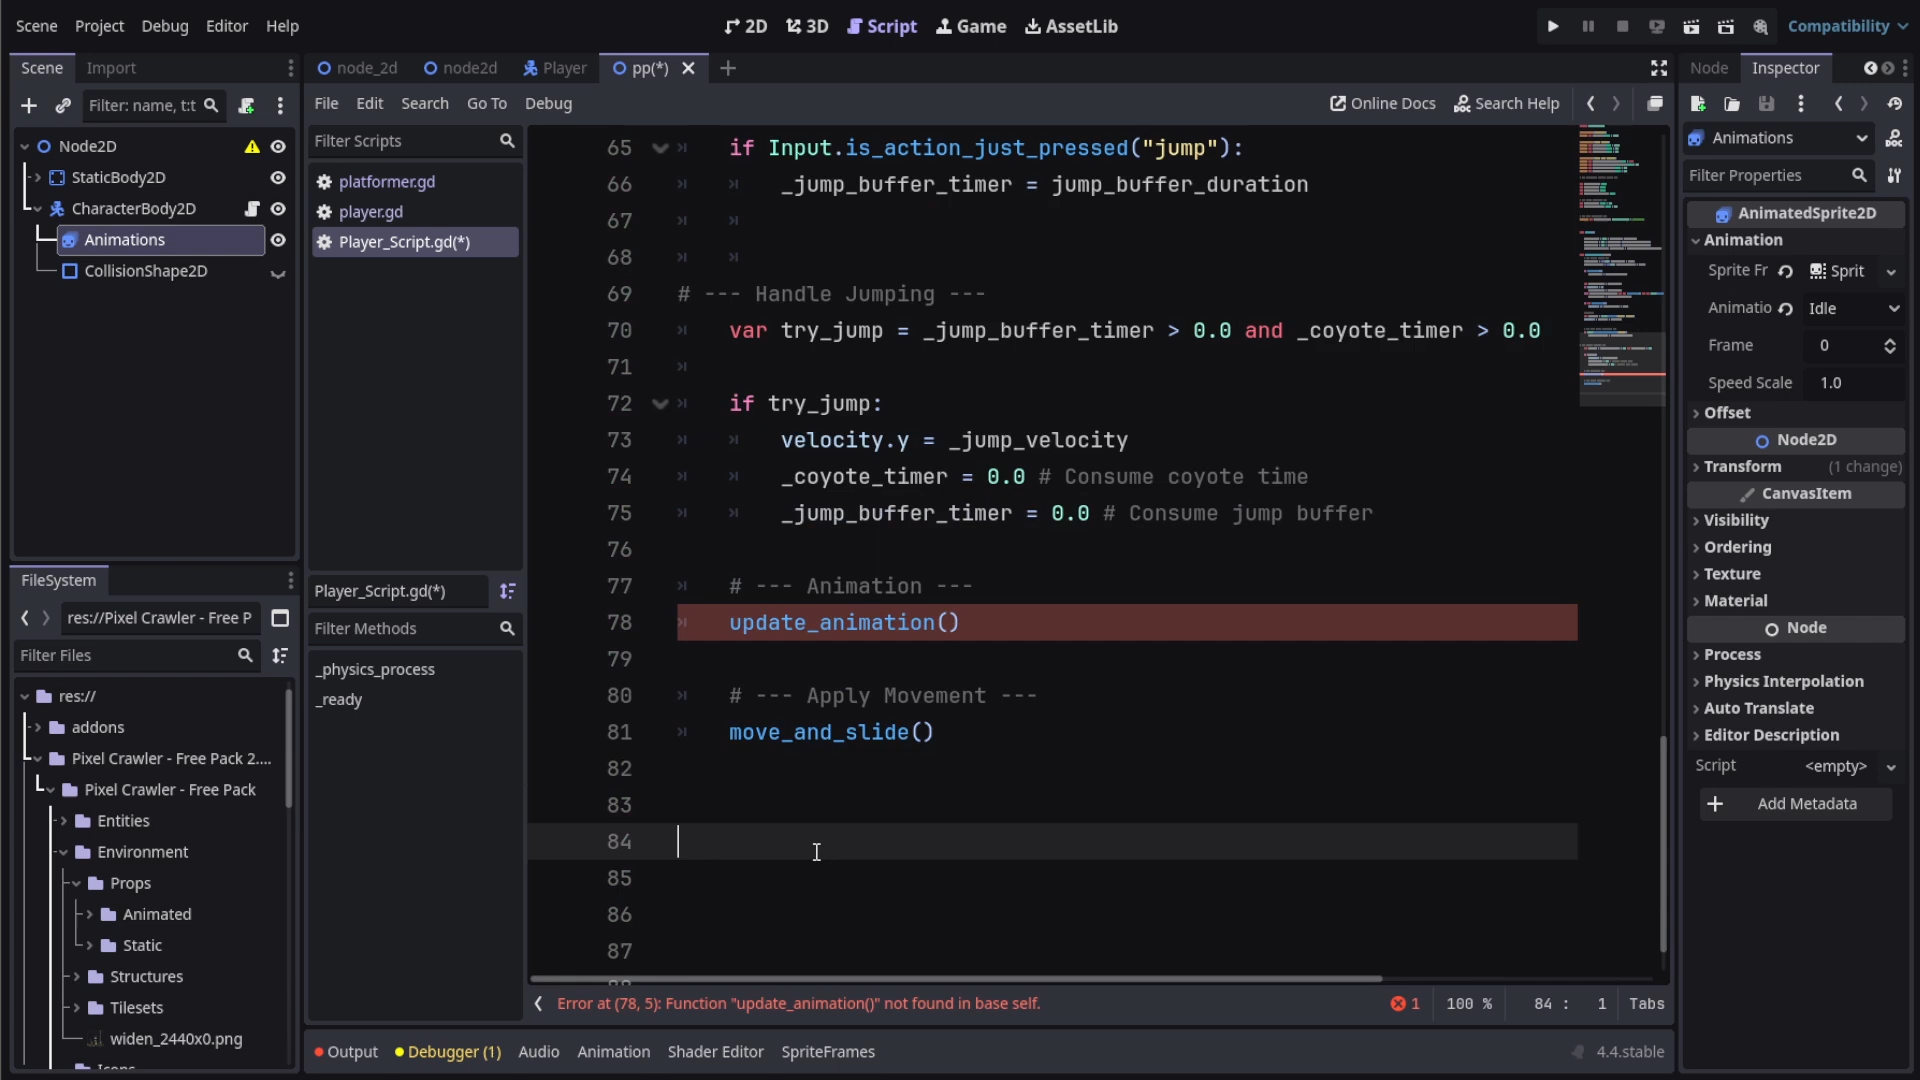 Scene Project Debug Editor Help
2D 3D Script Game AssetLib
Compatibility
Scene Import
node_2d node2d Player pp(*)
Node Inspector
Filter: name, t:t
File Edit Search Go To Debug
Online Docs Search Help
Node2D
StaticBody2D
CharacterBody2D
Animations
CollisionShape2D
Filter Scripts
platformer.gd
player.gd
Player_Script.gd(*)
Player_Script.gd(*)
Filter Methods
_physics_process
_ready
65 if Input.is_action_just_pressed("jump"):
66 _jump_buffer_timer = jump_buffer_duration
67
68
69 # --- Handle Jumping ---
70 var try_jump = _jump_buffer_timer > 0.0 and _coyote_timer > 0.0
71
72 if try_jump:
73 velocity.y = _jump_velocity
74 _coyote_timer = 0.0 # Consume coyote time
75 _jump_buffer_timer = 0.0 # Consume jump buffer
76
77 # --- Animation ---
78 update_animation()
79
80 # --- Apply Movement ---
81 move_and_slide()
82
83
84
85
86
87
Error at (78, 5): Function "update_animation()" not found in base self.
1 100 % 84 : 1 Tabs
Output Debugger (1) Audio Animation Shader Editor SpriteFrames
4.4.stable
FileSystem
res://Pixel Crawler - Free P
Filter Files
res://
addons
Pixel Crawler - Free Pack 2....
Pixel Crawler - Free Pack
Entities
Environment
Props
Animated
Static
Structures
Tilesets
widen_2440x0.png
Icons
Animations
Filter Properties
AnimatedSprite2D
Animation
Sprite Fr Sprit
Animatio Idle
Frame 0
Speed Scale 1.0
Offset
Node2D
Transform (1 change)
CanvasItem
Visibility
Ordering
Texture
Material
Node
Process
Physics Interpolation
Auto Translate
Editor Description
Script <empty>
Add Metadata